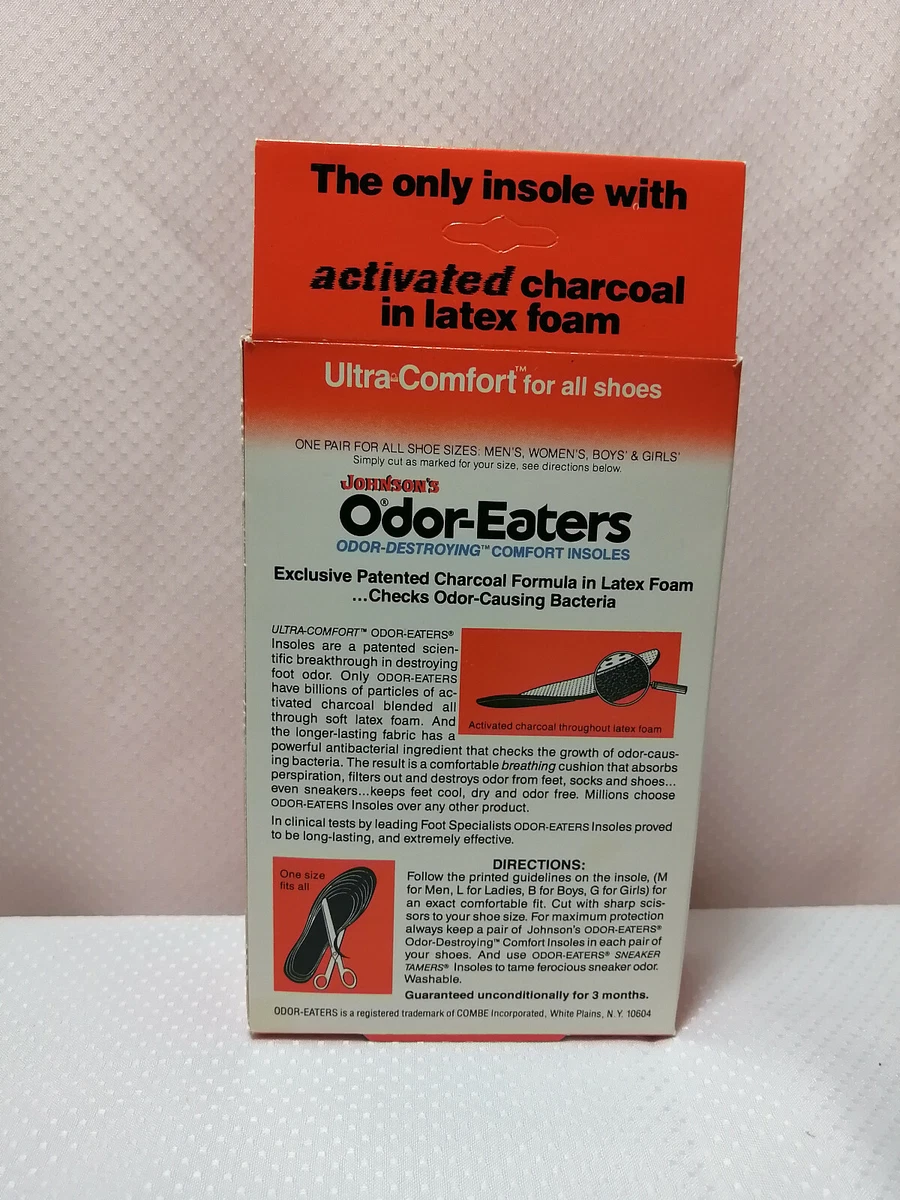 The only insole with
activated charcoal
in latex foam
Ultra-Comfort™ for all shoes
ONE PAIR FOR ALL SHOE SIZES: MEN'S, WOMEN'S, BOYS' & GIRLS'
Simply cut as marked for your size, see directions below.
JOHNSON'S
Odor-Eaters®
ODOR-DESTROYING™ COMFORT INSOLES
Exclusive Patented Charcoal Formula in Latex Foam
...Checks Odor-Causing Bacteria
ULTRA-COMFORT™ ODOR-EATERS®
Insoles are a patented scien-
tific breakthrough in destroying
foot odor. Only ODOR-EATERS
have billions of particles of ac-
tivated charcoal blended all
through soft latex foam. And
the longer-lasting fabric has a
Activated charcoal throughout latex foam
powerful antibacterial ingredient that checks the growth of odor-caus-
ing bacteria. The result is a comfortable breathing cushion that absorbs
perspiration, filters out and destroys odor from feet, socks and shoes...
even sneakers...keeps feet cool, dry and odor free. Millions choose
ODOR-EATERS Insoles over any other product.
In clinical tests by leading Foot Specialists ODOR-EATERS Insoles proved
to be long-lasting, and extremely effective.
One size
fits all
DIRECTIONS:
Follow the printed guidelines on the insole, (M
for Men, L for Ladies, B for Boys, G for Girls) for
an exact comfortable fit. Cut with sharp scis-
sors to your shoe size. For maximum protection
always keep a pair of Johnson's ODOR-EATERS®
Odor-Destroying™ Comfort Insoles in each pair of
your shoes. And use ODOR-EATERS® SNEAKER
TAMERS® Insoles to tame ferocious sneaker odor.
Washable.
Guaranteed unconditionally for 3 months.
ODOR-EATERS is a registered trademark of COMBE Incorporated, White Plains, N.Y. 10604